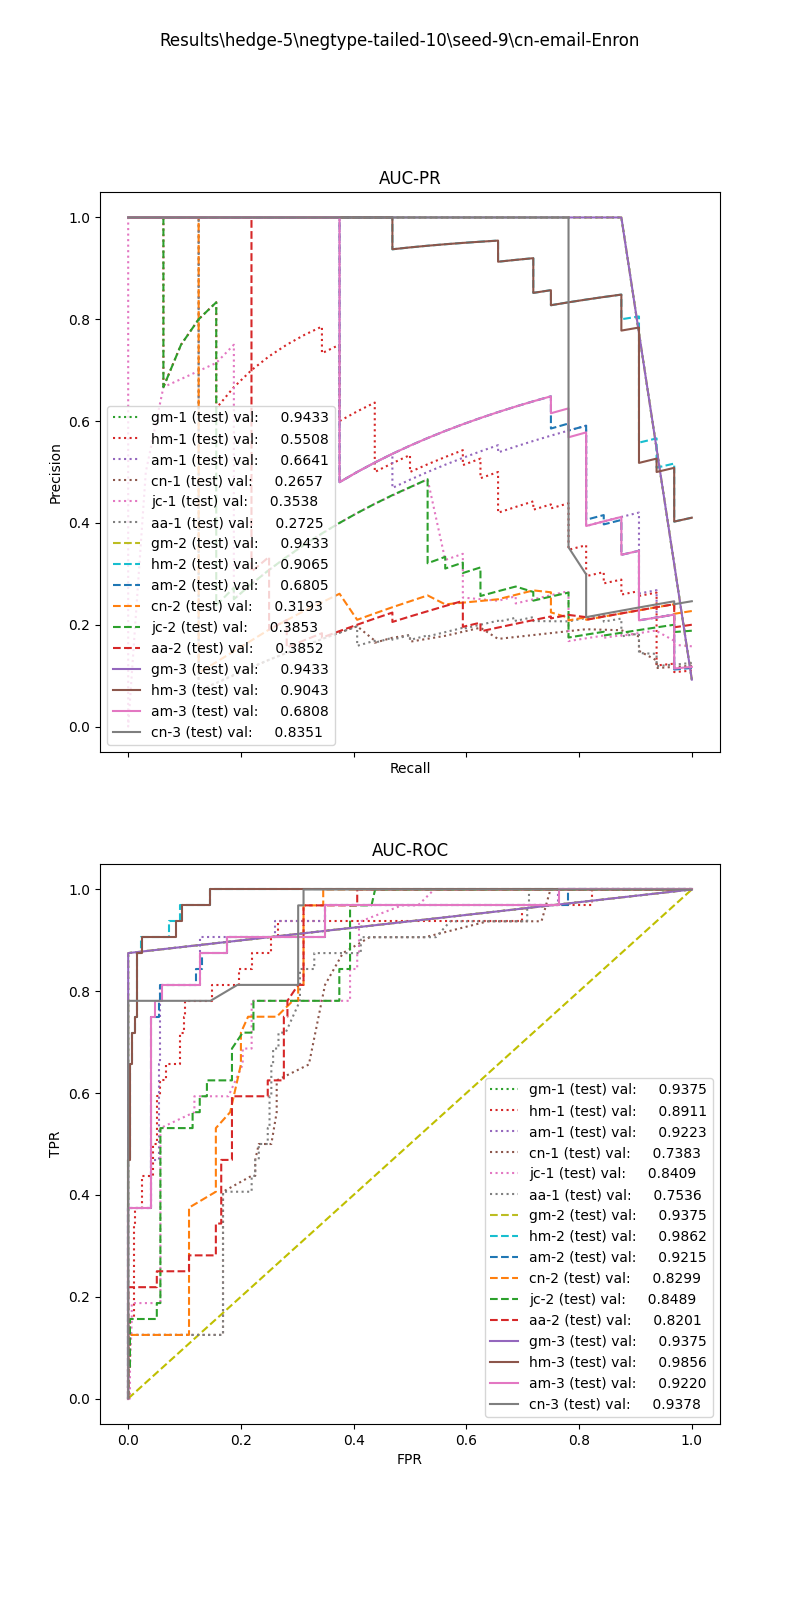 Results\hedge-5\negtype-tailed-10\seed-9\cn-email-Enron
AUC-PR
1.0
0.8
0.6
0.4
0.2
0.0
Precision
gm-1 (test) val: 0.9433
hm-1 (test) val: 0.5508
am-1 (test) val: 0.6641
cn-1 (test) val: 0.2657
jc-1 (test) val: 0.3538
aa-1 (test) val: 0.2725
gm-2 (test) val: 0.9433
hm-2 (test) val: 0.9065
am-2 (test) val: 0.6805
cn-2 (test) val: 0.3193
jc-2 (test) val: 0.3853
aa-2 (test) val: 0.3852
gm-3 (test) val: 0.9433
hm-3 (test) val: 0.9043
am-3 (test) val: 0.6808
cn-3 (test) val: 0.8351
Recall
AUC-ROC
1.0
0.8
0.6
0.4
0.2
0.0
TPR
gm-1 (test) val: 0.9375
hm-1 (test) val: 0.8911
am-1 (test) val: 0.9223
cn-1 (test) val: 0.7383
jc-1 (test) val: 0.8409
aa-1 (test) val: 0.7536
gm-2 (test) val: 0.9375
hm-2 (test) val: 0.9862
am-2 (test) val: 0.9215
cn-2 (test) val: 0.8299
jc-2 (test) val: 0.8489
aa-2 (test) val: 0.8201
gm-3 (test) val: 0.9375
hm-3 (test) val: 0.9856
am-3 (test) val: 0.9220
cn-3 (test) val: 0.9378
0.0 0.2 0.4 0.6 0.8 1.0
FPR